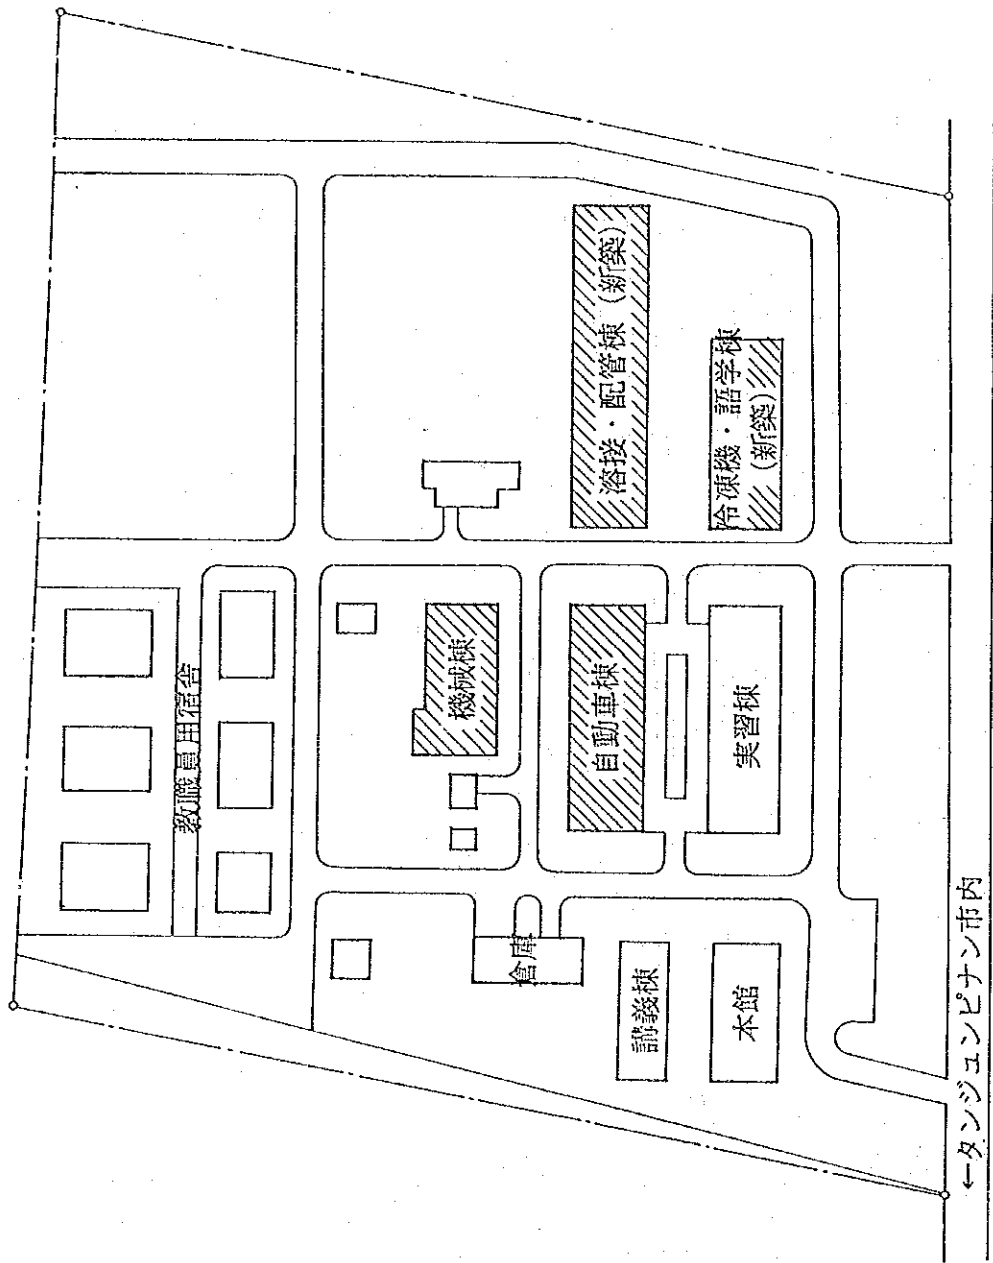 教職員用宿舎
機械棟
倉庫
溶接・配管棟（新築）
自動車棟
講義棟
冷凍機・語学棟
（新築）
実習棟
本館
←タンジュンピナン市内